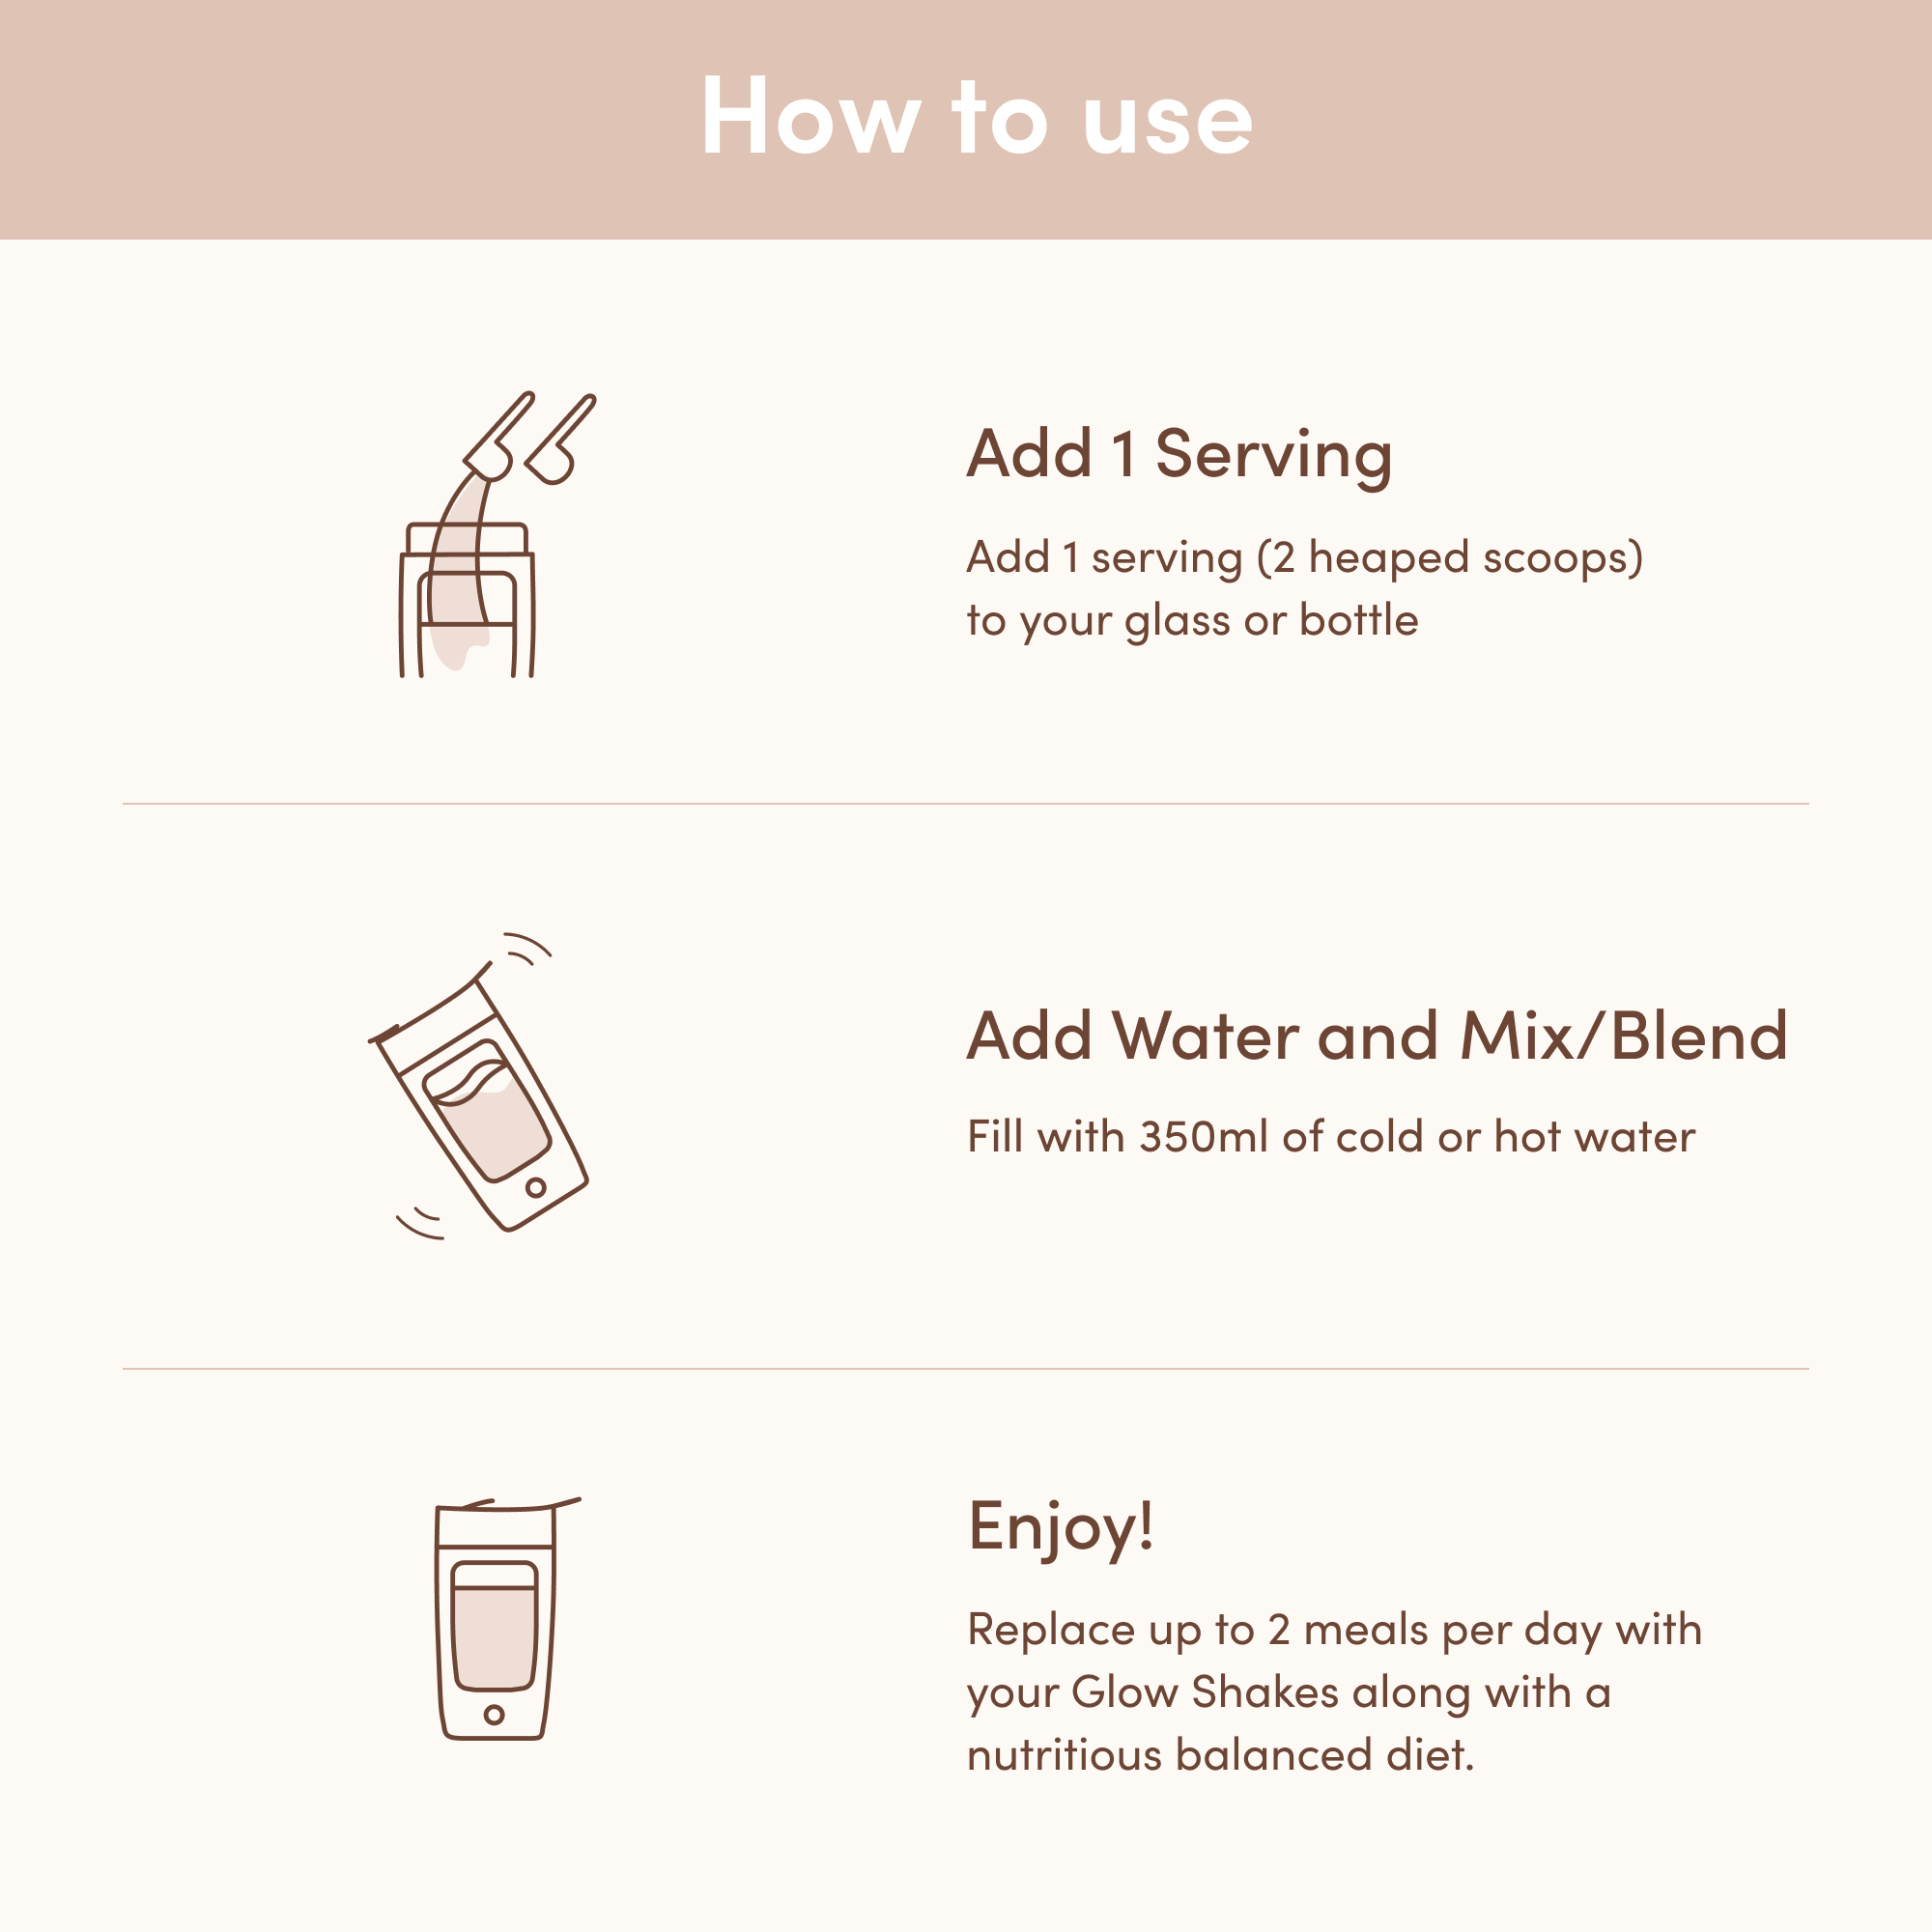 How to use
Add 1 Serving
Add 1 serving (2 heaped scoops)
to your glass or bottle
Add Water and Mix/Blend
Fill with 350ml of cold or hot water
Enjoy!
Replace up to 2 meals per day with
your Glow Shakes along with a
nutritious balanced diet.